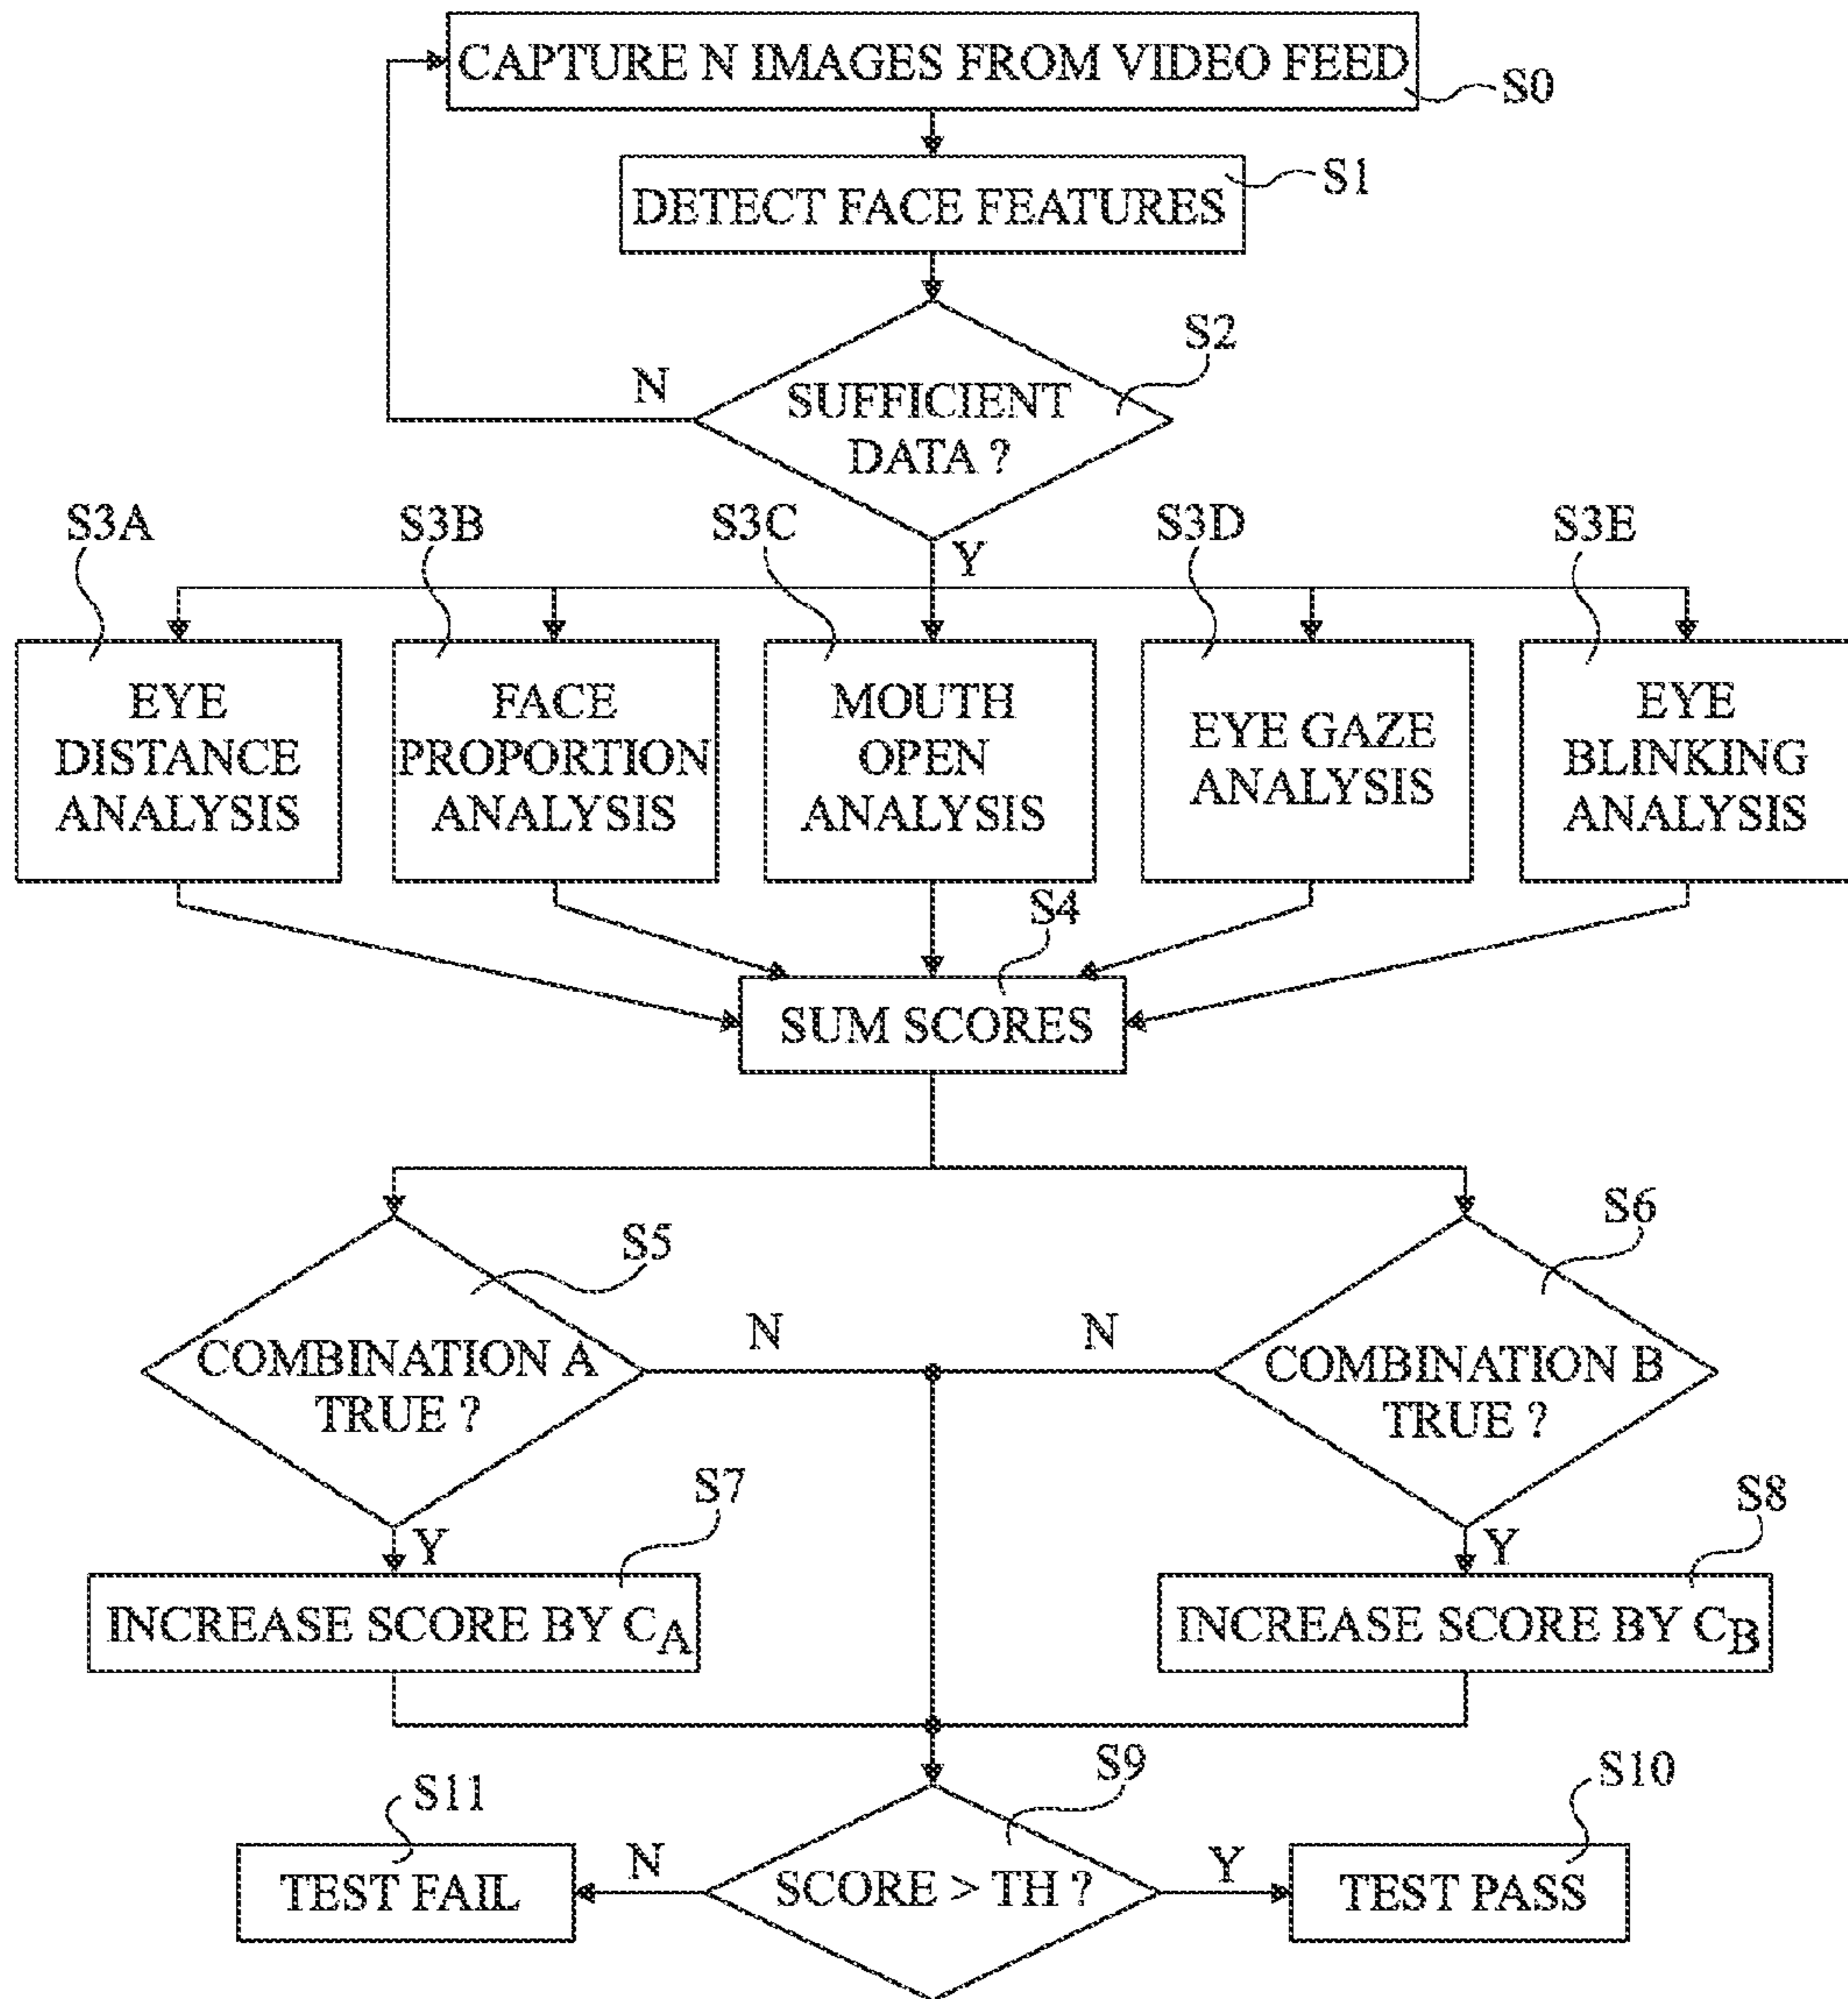 CAPTURE N IMAGES FROM VIDEO FEED
S0
S1
DETECT FACE FEATURES
S2
N
SUFFICIENT
DATA ?
Y
S3A
S3B
S3C
S3D
S3E
EYE
DISTANCE
ANALYSIS
FACE
PROPORTION
ANALYSIS
MOUTH
OPEN
ANALYSIS
EYE GAZE
ANALYSIS
EYE
BLINKING
ANALYSIS
S4
SUM SCORES
S5
S6
COMBINATION A
TRUE ?
N
N
COMBINATION B
TRUE ?
Y
S7
Y
S8
INCREASE SCORE BY CA
INCREASE SCORE BY CB
S9
S11
S10
TEST FAIL
N
SCORE > TH ?
Y
TEST PASS